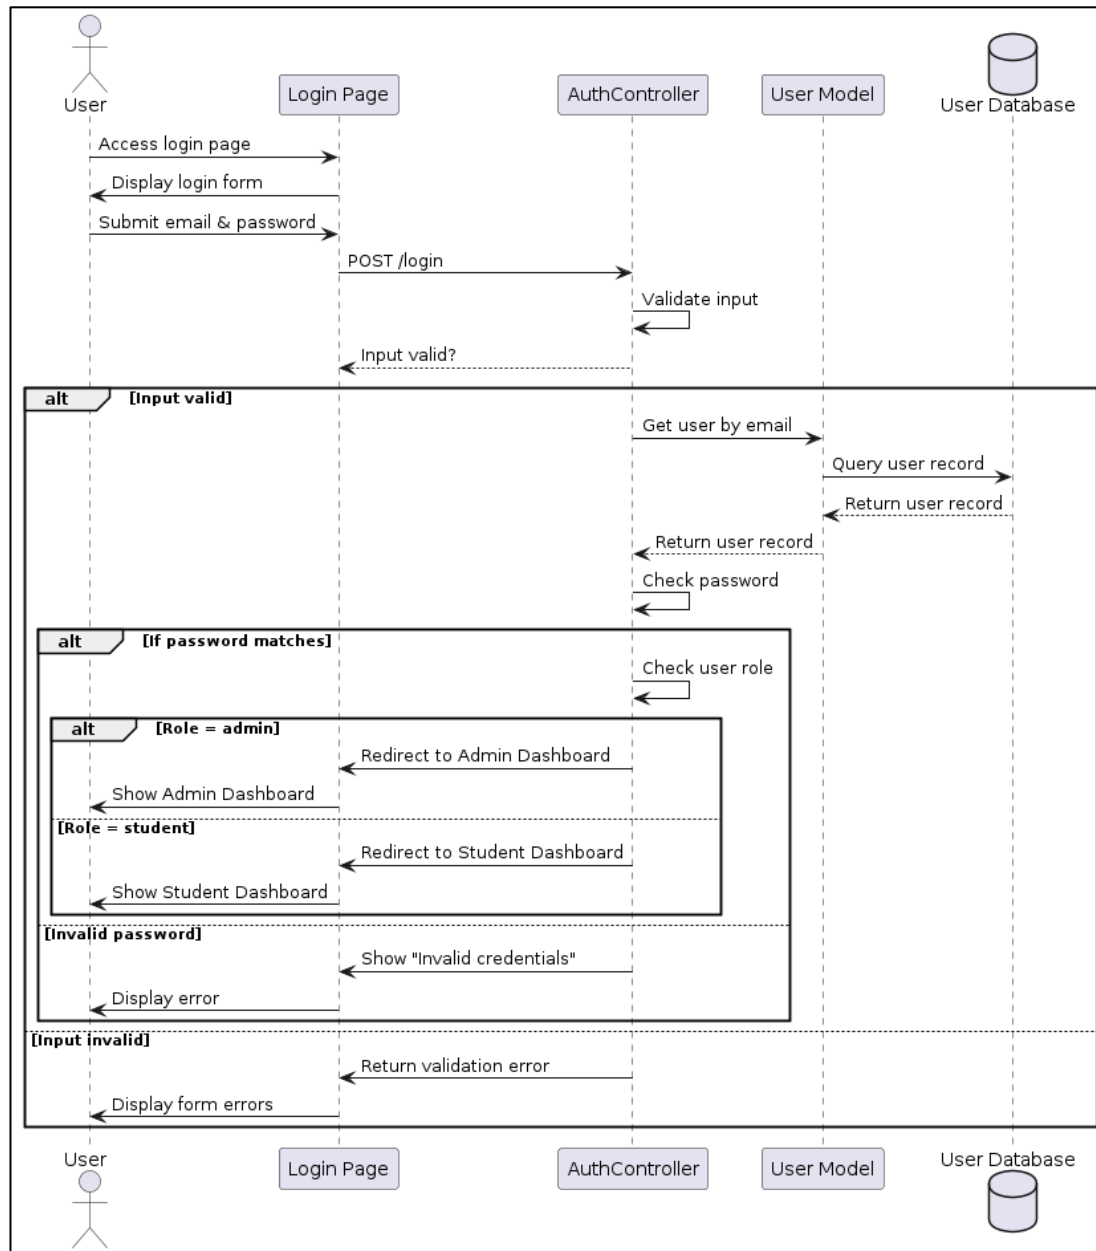 User
Login Page
AuthController
User Model
User Database
Access login page
Display login form
Submit email & password
POST /login
Validate input
Input valid?
alt [Input valid]
Get user by email
Query user record
Return user record
Return user record
Check password
alt [If password matches]
Check user role
alt [Role = admin]
Redirect to Admin Dashboard
Show Admin Dashboard
[Role = student]
Redirect to Student Dashboard
Show Student Dashboard
[Invalid password]
Show "Invalid credentials"
Display error
[Input invalid]
Return validation error
Display form errors
User
Login Page
AuthController
User Model
User Database